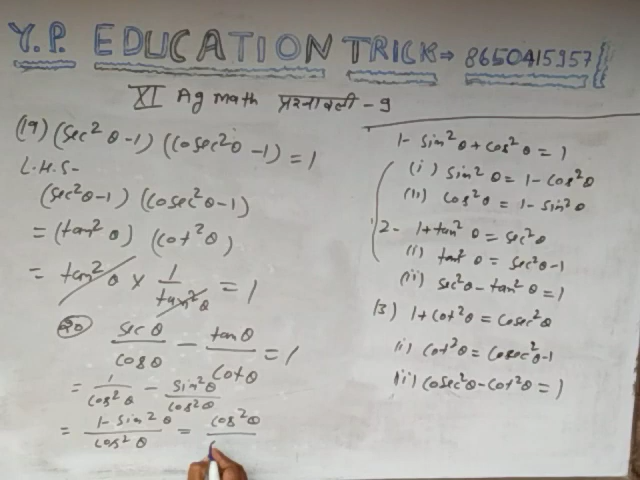 Y.P. EDUCATION TRICK → 8650415957
XI Ag math प्रश्नावली - 9
(19) (sec² θ -1) (cosec²θ -1) = 1
L.H.S-
(sec²θ-1) (cosec²θ-1)
= (tan²θ) (cot²θ)
= tan²θ × 1/tan²θ = 1
20 secθ/cosθ - tanθ/cotθ = 1
= 1/cos²θ - sin²θ/cos²θ
= 1-sin²θ/cos²θ = cos²θ
1- sin²θ + cos²θ = 1
(i) sin²θ = 1-cos²θ
(ii) cos²θ = 1-sin²θ
2- 1+tan²θ = sec²θ
(i) tan²θ = sec²θ-1
(ii) sec²θ - tan²θ = 1
(3) 1+cot²θ = cosec²θ
(i) cot²θ = cosec²θ-1
(ii) cosec²θ-cot²θ = 1